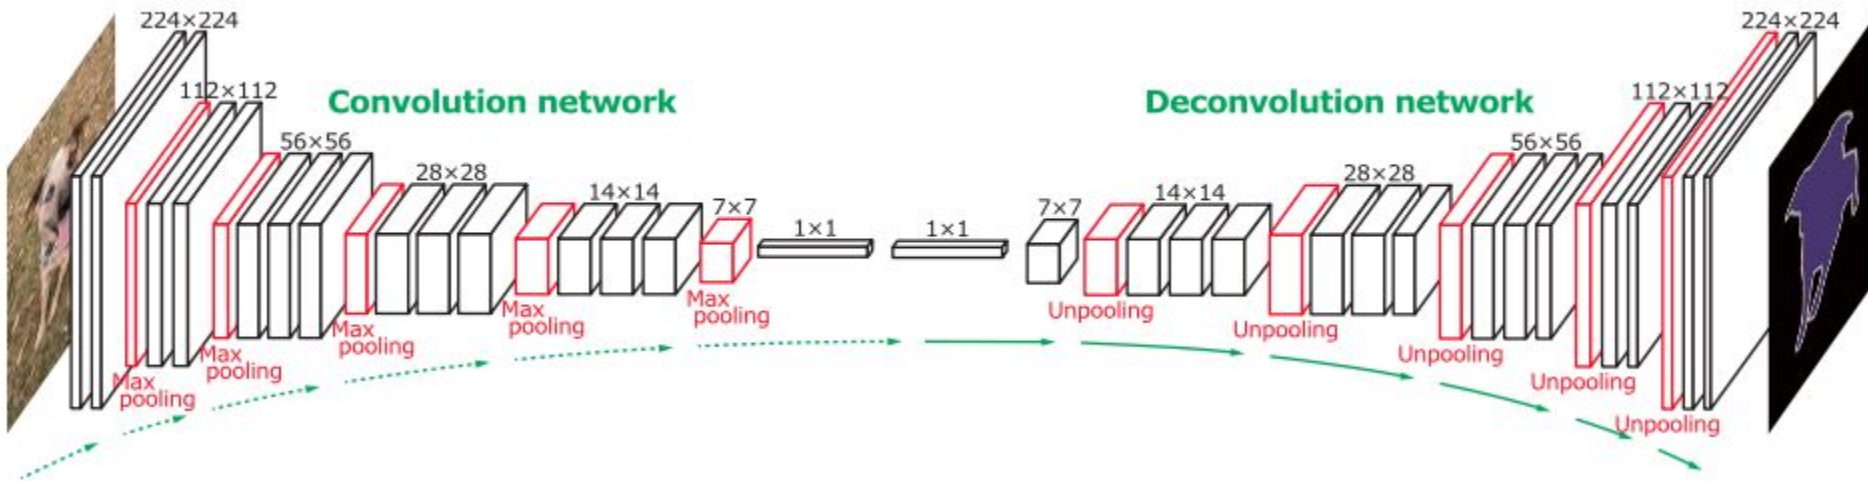 224×224
112×112
56×56
28×28
14×14
7×7
1×1
1×1
7×7
14×14
28×28
56×56
112×112
224×224
Convolution network
Deconvolution network
Max
pooling
Max
pooling
Max
pooling
Max
pooling
Max
pooling
Unpooling
Unpooling
Unpooling
Unpooling
Unpooling